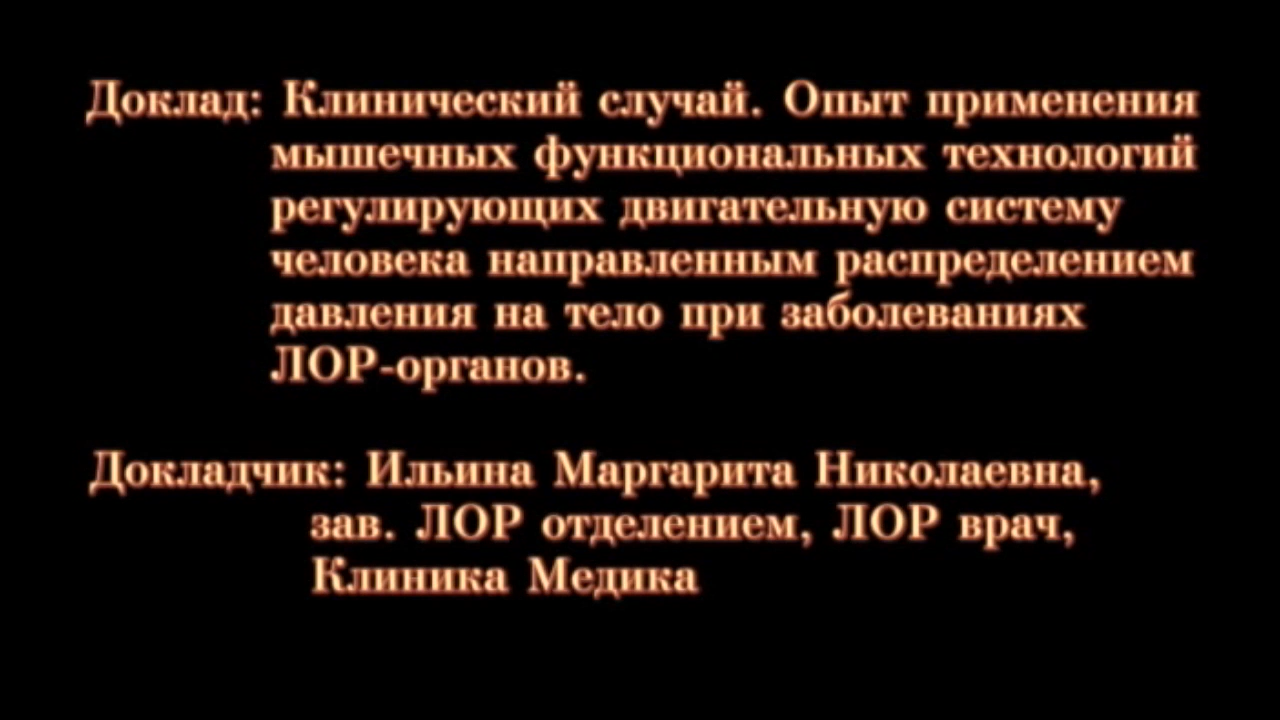 Доклад: Клинический случай. Опыт применения
мышечных функциональных технологий
регулирующих двигательную систему
человека направленным распределением
давления на тело при заболеваниях
ЛОР-органов.
Докладчик: Ильина Маргарита Николаевна,
зав. ЛОР отделением, ЛОР врач,
Клиника Медика